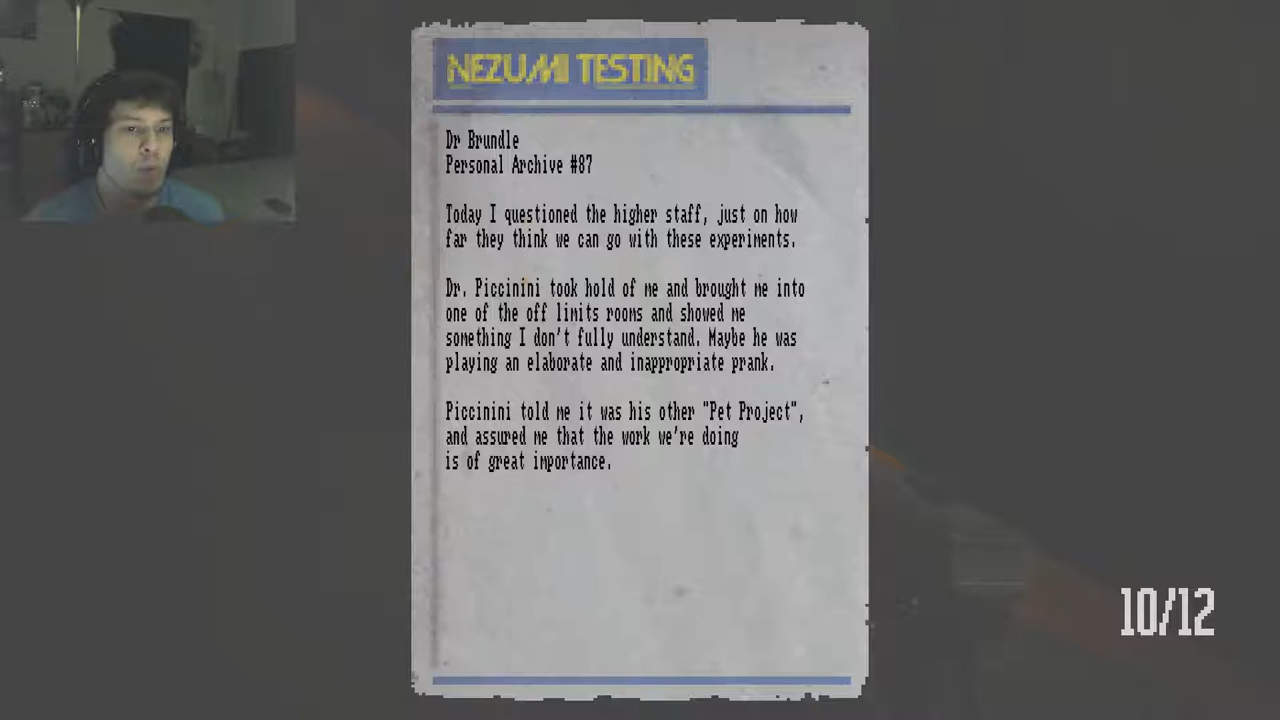 NEZUMI TESTING
Dr Brundle
Personal Archive #87
Today I questioned the higher staff, just on how
far they think we can go with these experiments.
Dr. Piccinini took hold of me and brought me into
one of the off limits rooms and showed me
something I don't fully understand. Maybe he was
playing an elaborate and inappropriate prank.
Piccinini told me it was his other "Pet Project",
and assured me that the work we're doing
is of great importance.
10/12